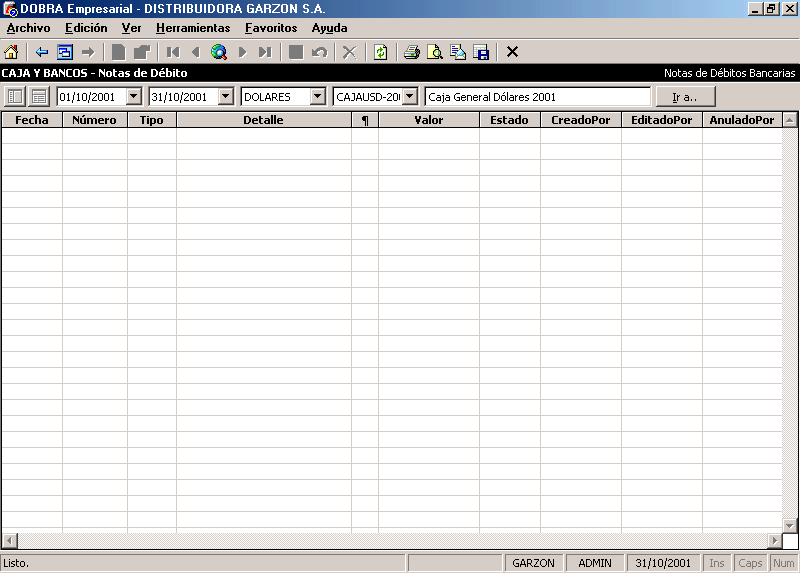 DOBRA Empresarial - DISTRIBUIDORA GARZON S.A.
Archivo Edición Ver Herramientas Favoritos Ayuda
CAJA Y BANCOS - Notas de Débito Notas de Débitos Bancarias
01/10/2001 31/10/2001 DOLARES CAJAUSD-200 Caja General Dólares 2001 Ir a..
Fecha Número Tipo Detalle ¶ Valor Estado CreadoPor EditadoPor AnuladoPor
Listo. GARZON ADMIN 31/10/2001 Ins Caps Num